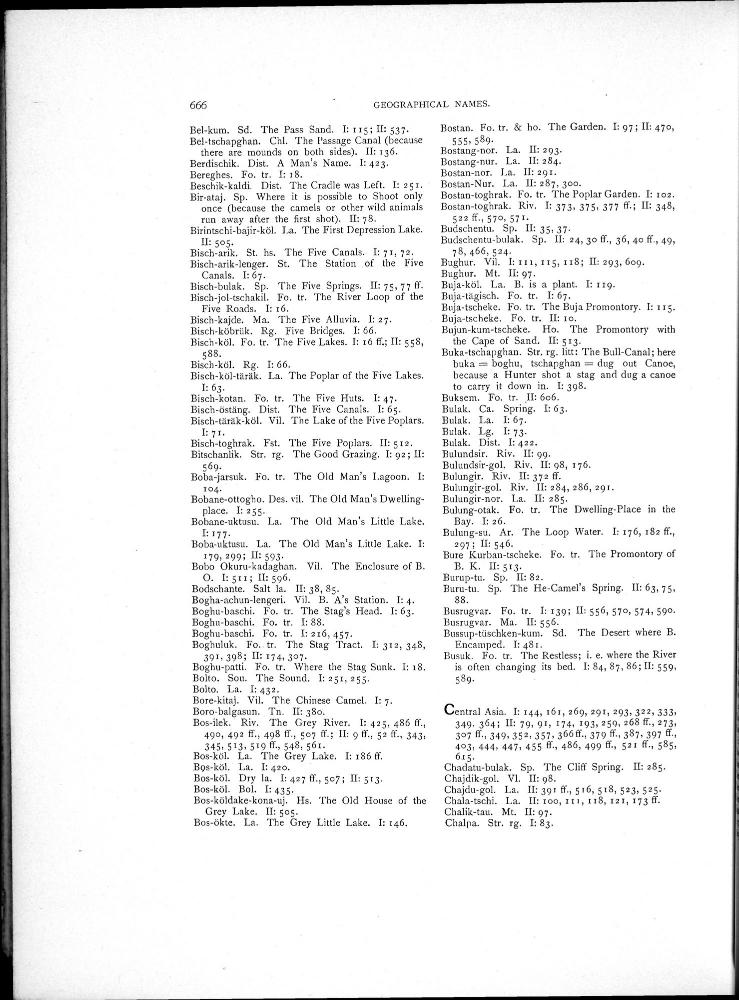 666
GEOGRAPHICAL NAMES.
Bel-kum. Sd. The Pass Sand. I: 115; II: 537.
Bel-tschapghan. Chl. The Passage Canal (because
there are mounds on both sides). II: 136.
Berdischik. Dist. A Man's Name. I: 423.
Bereghes. Fo. tr. I: 18.
Beschik-kaldi. Dist. The Cradle was Left. I: 251.
Bir-ataj. Sp. Where it is possible to Shoot only
once (because the camels or other wild animals
run away after the first shot). II: 78.
Birintschi-bajir-köl. La. The First Depression Lake.
II: 505.
Bisch-arik. St. hs. The Five Canals. I: 71, 72.
Bisch-arik-lenger. St. The Station of the Five
Canals. I: 67.
Bisch-bulak. Sp. The Five Springs. II: 75, 77 ff.
Bisch-jol-tschakil. Fo. tr. The River Loop of the
Five Roads. I: 16.
Bisch-kajde. Ma. The Five Alluvia. I: 27.
Bisch-köbrük. Rg. Five Bridges. I: 66.
Bisch-köl. Fo. tr. The Five Lakes. I: 16 ff.; II: 558,
588.
Bisch-köl. Rg. I: 66.
Bisch-köl-täräk. La. The Poplar of the Five Lakes.
I: 63.
Bisch-kotan. Fo. tr. The Five Huts. I: 47.
Bisch-östäng. Dist. The Five Canals. I: 65.
Bisch-täräk-köl. Vil. The Lake of the Five Poplars.
I: 71.
Bisch-toghrak. Fst. The Five Poplars. II: 512.
Bitschanlik. Str. rg. The Good Grazing. I: 92; II:
569.
Boba-jarsuk. Fo. tr. The Old Man's Lagoon. I:
104.
Bobane-ottogho. Des. vil. The Old Man's Dwelling-
place. I: 255.
Bobane-uktusu. La. The Old Man's Little Lake.
I: 177.
Boba-uktusu. La. The Old Man's Little Lake. I:
179, 299; II: 593.
Bobo Okuru-kadaghan. Vil. The Enclosure of B.
O. I: 511; II: 596.
Bodschante. Salt la. II: 38, 85.
Bogha-achun-lengeri. Vil. B. A's Station. I: 4.
Boghu-baschi. Fo. tr. The Stag's Head. I: 63.
Boghu-baschi. Fo. tr. I: 88.
Boghu-baschi. Fo. tr. I: 216, 457.
Boghuluk. Fo. tr. The Stag Tract. I: 312, 348,
391, 398; II: 174, 307.
Boghu-patti. Fo. tr. Where the Stag Sunk. I: 18.
Bolto. Sou. The Sound. I: 251, 255.
Bolto. La. I: 432.
Bore-kitaj. Vil. The Chinese Camel. I: 7.
Boro-balgasun. Tn. II: 380.
Bos-ilek. Riv. The Grey River. I: 425, 486 ff.,
490, 492 ff., 498 ff., 507 ff.; II: 9 ff., 52 ff., 343,
345, 513, 519 ff., 548, 561.
Bos-köl. La. The Grey Lake. I: 186 ff.
Bos-köl. La. I: 420.
Bos-köl. Dry la. I: 427 ff., 507; II: 513.
Bos-köl. Bol. I: 435.
Bos-köldake-kona-uj. Hs. The Old House of the
Grey Lake. II: 505.
Bos-ökte. La. The Grey Little Lake. I: 146.
Bostan. Fo. tr. & ho. The Garden. I: 97; II: 470,
555, 589.
Bostang-nor. La. II: 293.
Bostang-nur. La. II: 284.
Bostan-nor. La. II: 291.
Bostan-Nur. La. II: 287, 300.
Bostan-toghrak. Fo. tr. The Poplar Garden. I: 102.
Bostan-toghrak. Riv. I: 373, 375, 377 ff.; II: 348,
522 ff., 570, 571.
Budschentu. Sp. II: 35, 37.
Budschentu-bulak. Sp. II: 24, 30 ff., 36, 40 ff., 49,
78, 466, 524.
Bughur. Vil. I: 111, 115, 118; II: 293, 609.
Bughur. Mt. II: 97.
Buja-köl. La. B. is a plant. I: 119.
Buja-tägisch. Fo. tr. I: 67.
Buja-tscheke. Fo. tr. The Buja Promontory. I: 115.
Buja-tscheke. Fo. tr. II: 10.
Bujun-kum-tscheke. Ho. The Promontory with
the Cape of Sand. II: 513.
Buka-tschapghan. Str. rg. litt: The Bull-Canal; here
buka = boghu, tschapghan = dug out Canoe,
because a Hunter shot a stag and dug a canoe
to carry it down in. I: 398.
Buksem. Fo. tr. II: 606.
Bulak. Ca. Spring. I: 63.
Bulak. La. I: 67.
Bulak. Lg. I: 73.
Bulak. Dist. I: 422.
Bulundsir. Riv. II: 99.
Bulundsir-gol. Riv. II: 98, 176.
Bulungir. Riv. II: 372 ff.
Bulungir-gol. Riv. II: 284, 286, 291.
Bulungir-nor. La. II: 285.
Bulung-otak. Fo. tr. The Dwelling-Place in the
Bay. I: 26.
Bulung-su. Ar. The Loop Water. I: 176, 182 ff.,
297; II: 546.
Bure Kurban-tscheke. Fo. tr. The Promontory of
B. K. II: 513.
Burup-tu. Sp. II: 82.
Buru-tu. Sp. The He-Camel's Spring. II: 63, 75,
88.
Busrugvar. Fo. tr. I: 139; II: 556, 570, 574, 590.
Busrugvar. Ma. II: 556.
Bussup-tüschken-kum. Sd. The Desert where B.
Encamped. I: 481.
Busuk. Fo. tr. The Restless; i. e. where the River
is often changing its bed. I: 84, 87, 86; II: 559,
589.
Central Asia. I: 144, 161, 269, 291, 293, 322, 333,
349, 364; II: 79, 91, 174, 193, 259, 268 ff., 273,
307 ff., 349, 352, 357, 366 ff., 379 ff., 387, 397 ff.,
403, 444, 447, 455 ff., 486, 499 ff., 521 ff., 585,
615.
Chadatu-bulak. Sp. The Cliff Spring. II: 285.
Chajdik-gol. Vl. II: 98.
Chajdu-gol. La. II: 391 ff., 516, 518, 523, 525.
Chala-tschi. La. II: 100, 111, 118, 121, 173 ff.
Chalik-tau. Mt. II: 97.
Chalpa. Str. rg. I: 83.